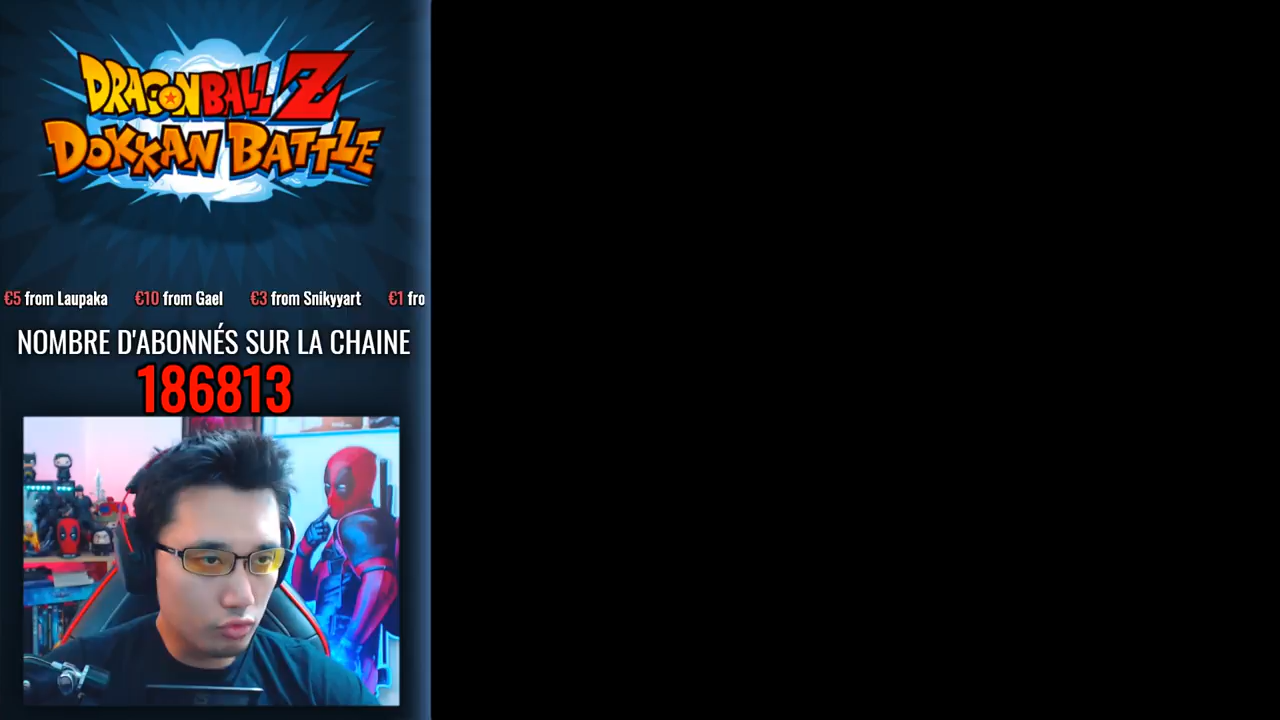 DRAGON BALL Z
DOKKAN BATTLE
€5 from Laupaka €10 from Gael €3 from Snikyyart €1 fro
NOMBRE D'ABONNÉS SUR LA CHAINE
186813